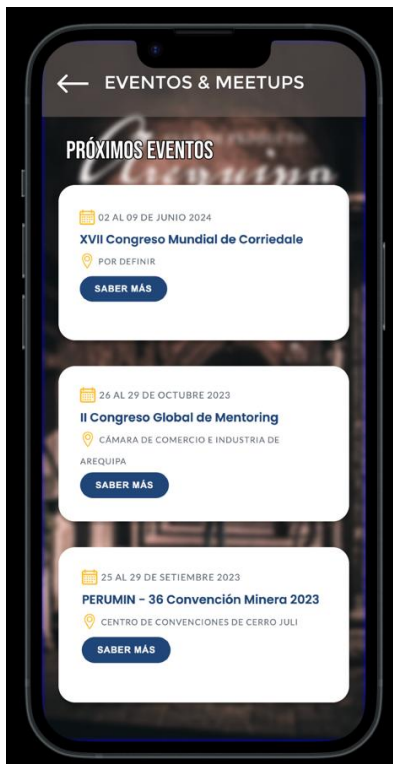 ← EVENTOS & MEETUPS
Arequipa
PRÓXIMOS EVENTOS
02 AL 09 DE JUNIO 2024
XVII Congreso Mundial de Corriedale
POR DEFINIR
SABER MÁS
26 AL 29 DE OCTUBRE 2023
II Congreso Global de Mentoring
CÁMARA DE COMERCIO E INDUSTRIA DE
AREQUIPA
SABER MÁS
25 AL 29 DE SETIEMBRE 2023
PERUMIN - 36 Convención Minera 2023
CENTRO DE CONVENCIONES DE CERRO JULI
SABER MÁS